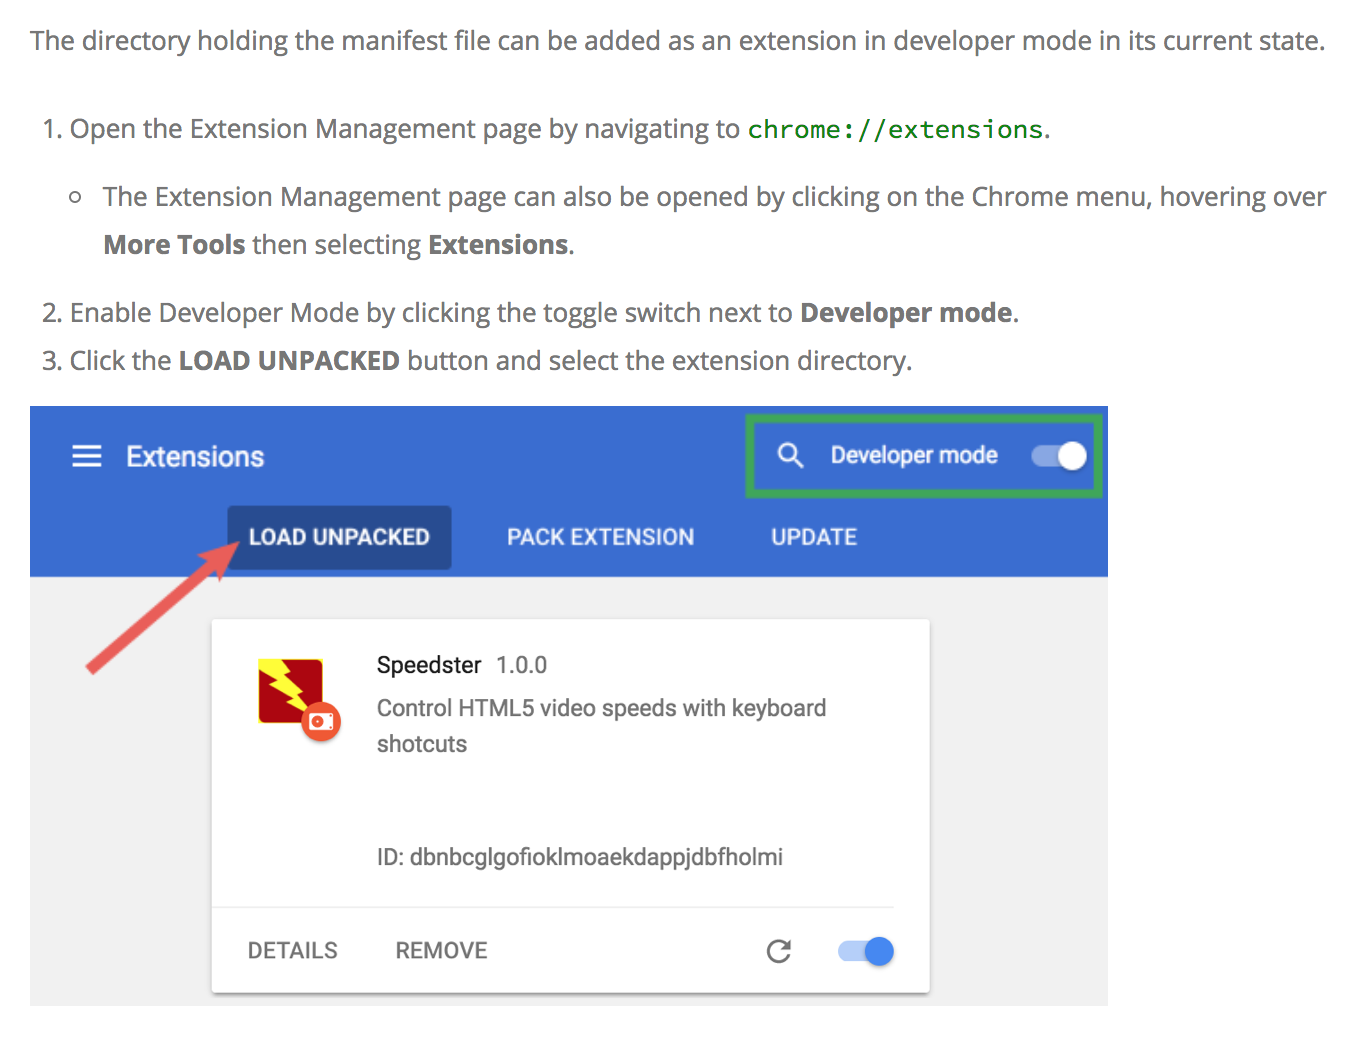 The directory holding the manifest file can be added as an extension in developer mode in its current state.
1. Open the Extension Management page by navigating to chrome://extensions.
The Extension Management page can also be opened by clicking on the Chrome menu, hovering over
More Tools then selecting Extensions.
2. Enable Developer Mode by clicking the toggle switch next to Developer mode.
3. Click the LOAD UNPACKED button and select the extension directory.
Extensions Developer mode
LOAD UNPACKED PACK EXTENSION UPDATE
Speedster 1.0.0
Control HTML5 video speeds with keyboard
shotcuts
ID: dbnbcglgofioklmoaekdappjdbfholmi
DETAILS REMOVE